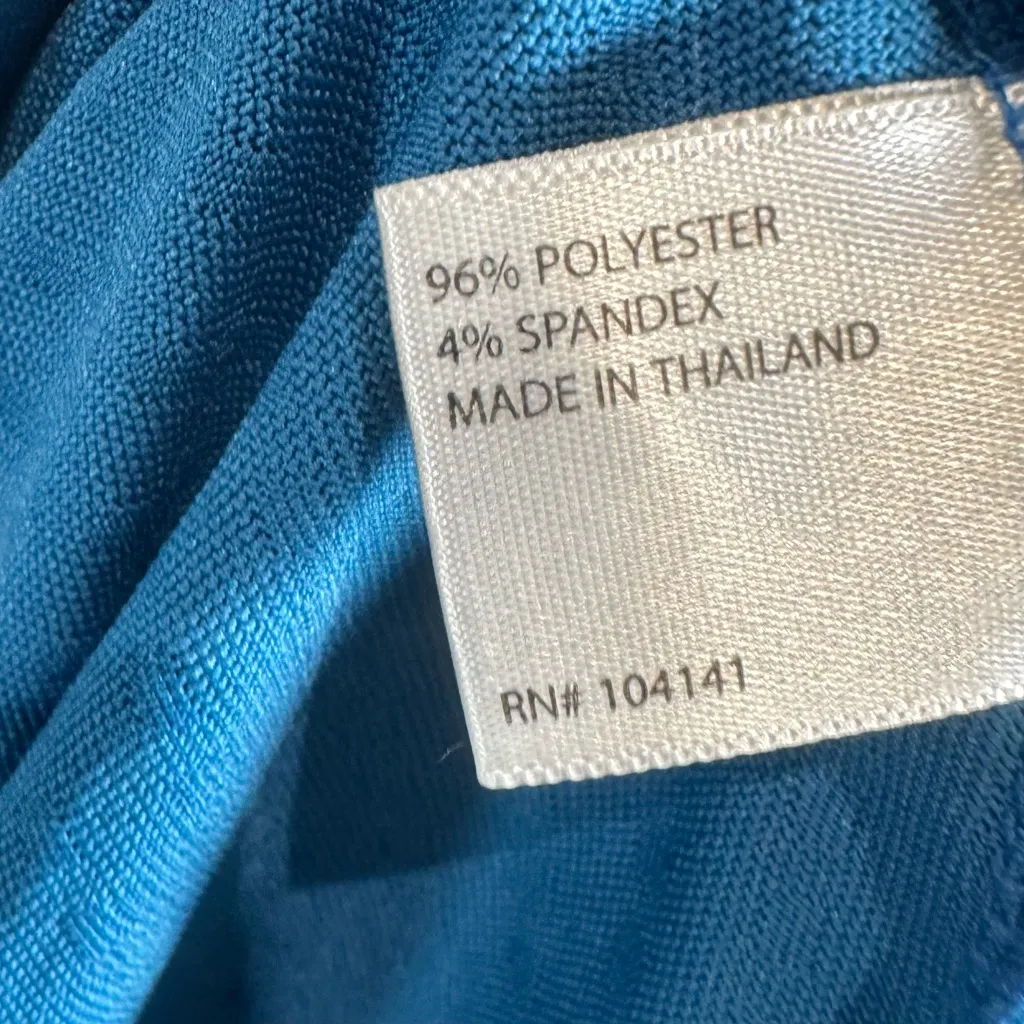 96% POLYESTER
4% SPANDEX
MADE IN THAILAND
RN# 104141